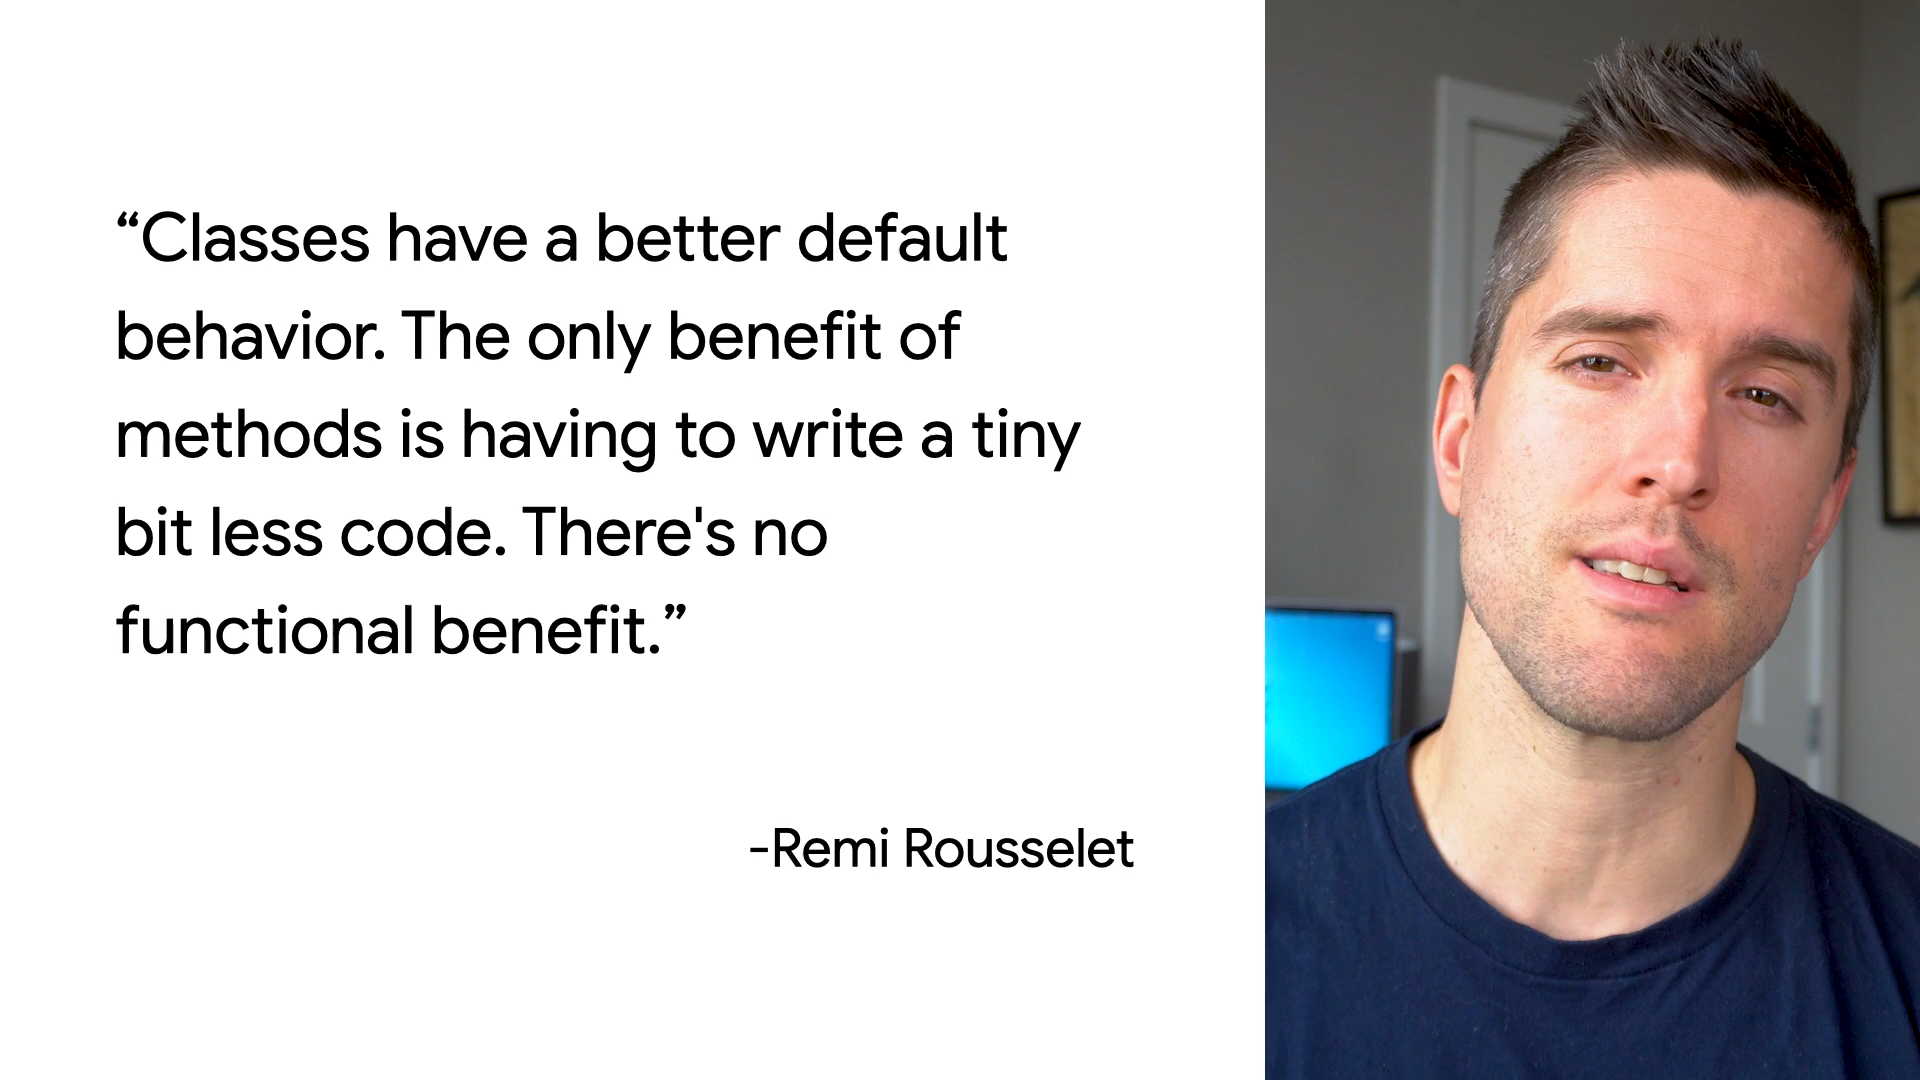 “Classes have a better default
behavior. The only benefit of
methods is having to write a tiny
bit less code. There's no
functional benefit.”
-Remi Rousselet